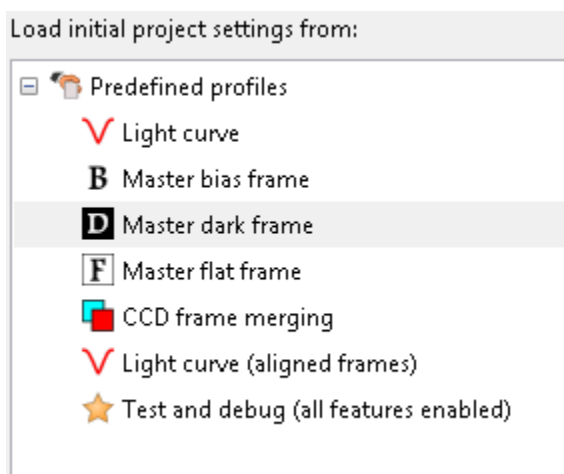 Load initial project settings from:
Predefined profiles
Light curve
B Master bias frame
D Master dark frame
F Master flat frame
CCD frame merging
Light curve (aligned frames)
Test and debug (all features enabled)